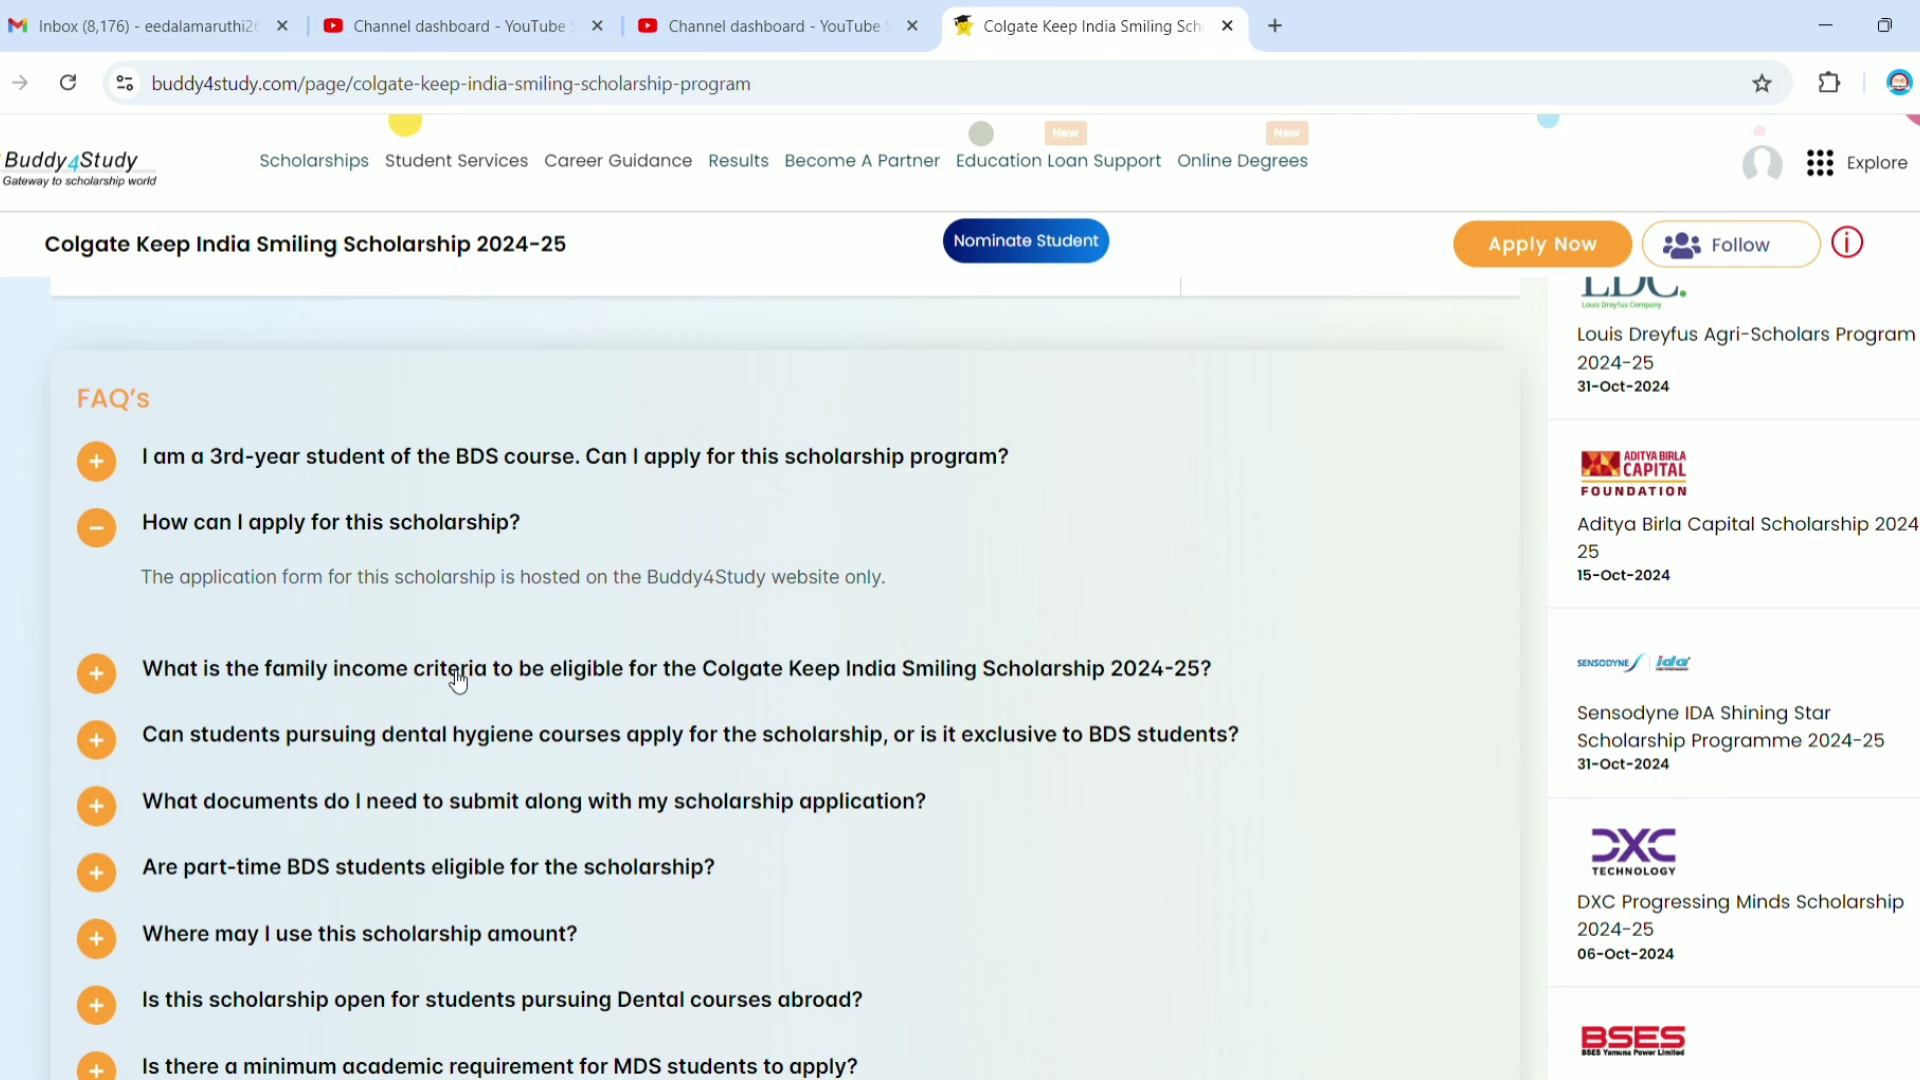 Inbox (8,176) - eedalamaruthi26
Channel dashboard - YouTube S
Channel dashboard - YouTube S
Colgate Keep India Smiling Sch
buddy4study.com/page/colgate-keep-india-smiling-scholarship-program
Buddy4Study
Gateway to scholarship world
Scholarships
Student Services
Career Guidance
Results
Become A Partner
New
Education Loan Support
New
Online Degrees
Explore
Colgate Keep India Smiling Scholarship 2024-25
Nominate Student
Apply Now
Follow
FAQ's
I am a 3rd-year student of the BDS course. Can I apply for this scholarship program?
How can I apply for this scholarship?
The application form for this scholarship is hosted on the Buddy4Study website only.
What is the family income criteria to be eligible for the Colgate Keep India Smiling Scholarship 2024-25?
Can students pursuing dental hygiene courses apply for the scholarship, or is it exclusive to BDS students?
What documents do I need to submit along with my scholarship application?
Are part-time BDS students eligible for the scholarship?
Where may I use this scholarship amount?
Is this scholarship open for students pursuing Dental courses abroad?
Is there a minimum academic requirement for MDS students to apply?
LDC.
Louis Dreyfus Company
Louis Dreyfus Agri-Scholars Program
2024-25
31-Oct-2024
ADITYA BIRLA
CAPITAL
FOUNDATION
Aditya Birla Capital Scholarship 2024
25
15-Oct-2024
SENSODYNE ida
Sensodyne IDA Shining Star
Scholarship Programme 2024-25
31-Oct-2024
DXC
TECHNOLOGY
DXC Progressing Minds Scholarship
2024-25
06-Oct-2024
BSES
BSES Yamuna Power Limited